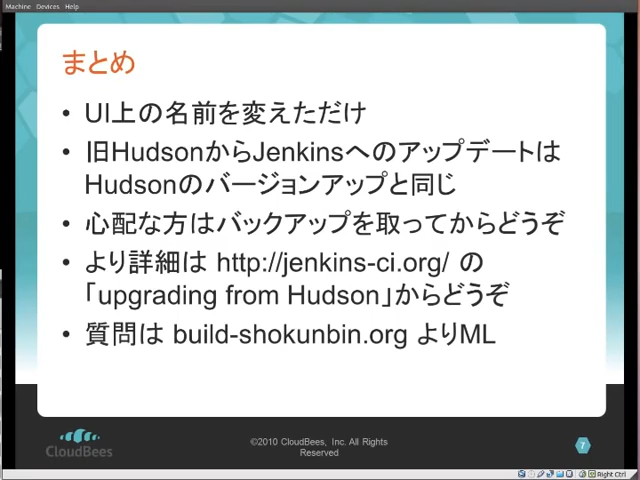 Machine Devices Help
まとめ
• UI上の名前を変えただけ
• 旧HudsonからJenkinsへのアップデートは
Hudsonのバージョンアップと同じ
• 心配な方はバックアップを取ってからどうぞ
• より詳細は http://jenkins-ci.org/ の
「upgrading from Hudson」からどうぞ
• 質問は build-shokunbin.org よりML
CloudBees
©2010 CloudBees, Inc. All Rights
Reserved
7
Right Ctrl